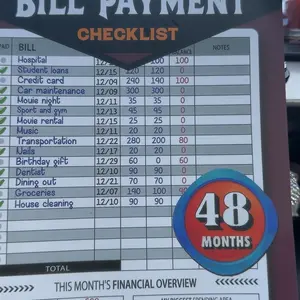 BILL PAYMENT
CHECKLIST
BILL NOTES
Hospital 12/15 100 100
Student loans 12/15 120 120 0
Credit card 12/04 290 190 100
Car maintenance 12/09 300 300 0
Movie night 12/11 35 35 0
Sport and gym 12/13 45 45 0
Movie rental 12/15 25 25 0
Music 12/11 20 20 0
Transportation 12/22 280 200 80
Nails 12/17 20 20 0
Birthday gift 12/29 60 0 60
Dentist 12/10 90 90 0
Dining out 12/21 70 70 0
Groceries 12/07 140 100
House cleaning 12/10 90 90
48
MONTHS
TOTAL
THIS MONTH'S FINANCIAL OVERVIEW